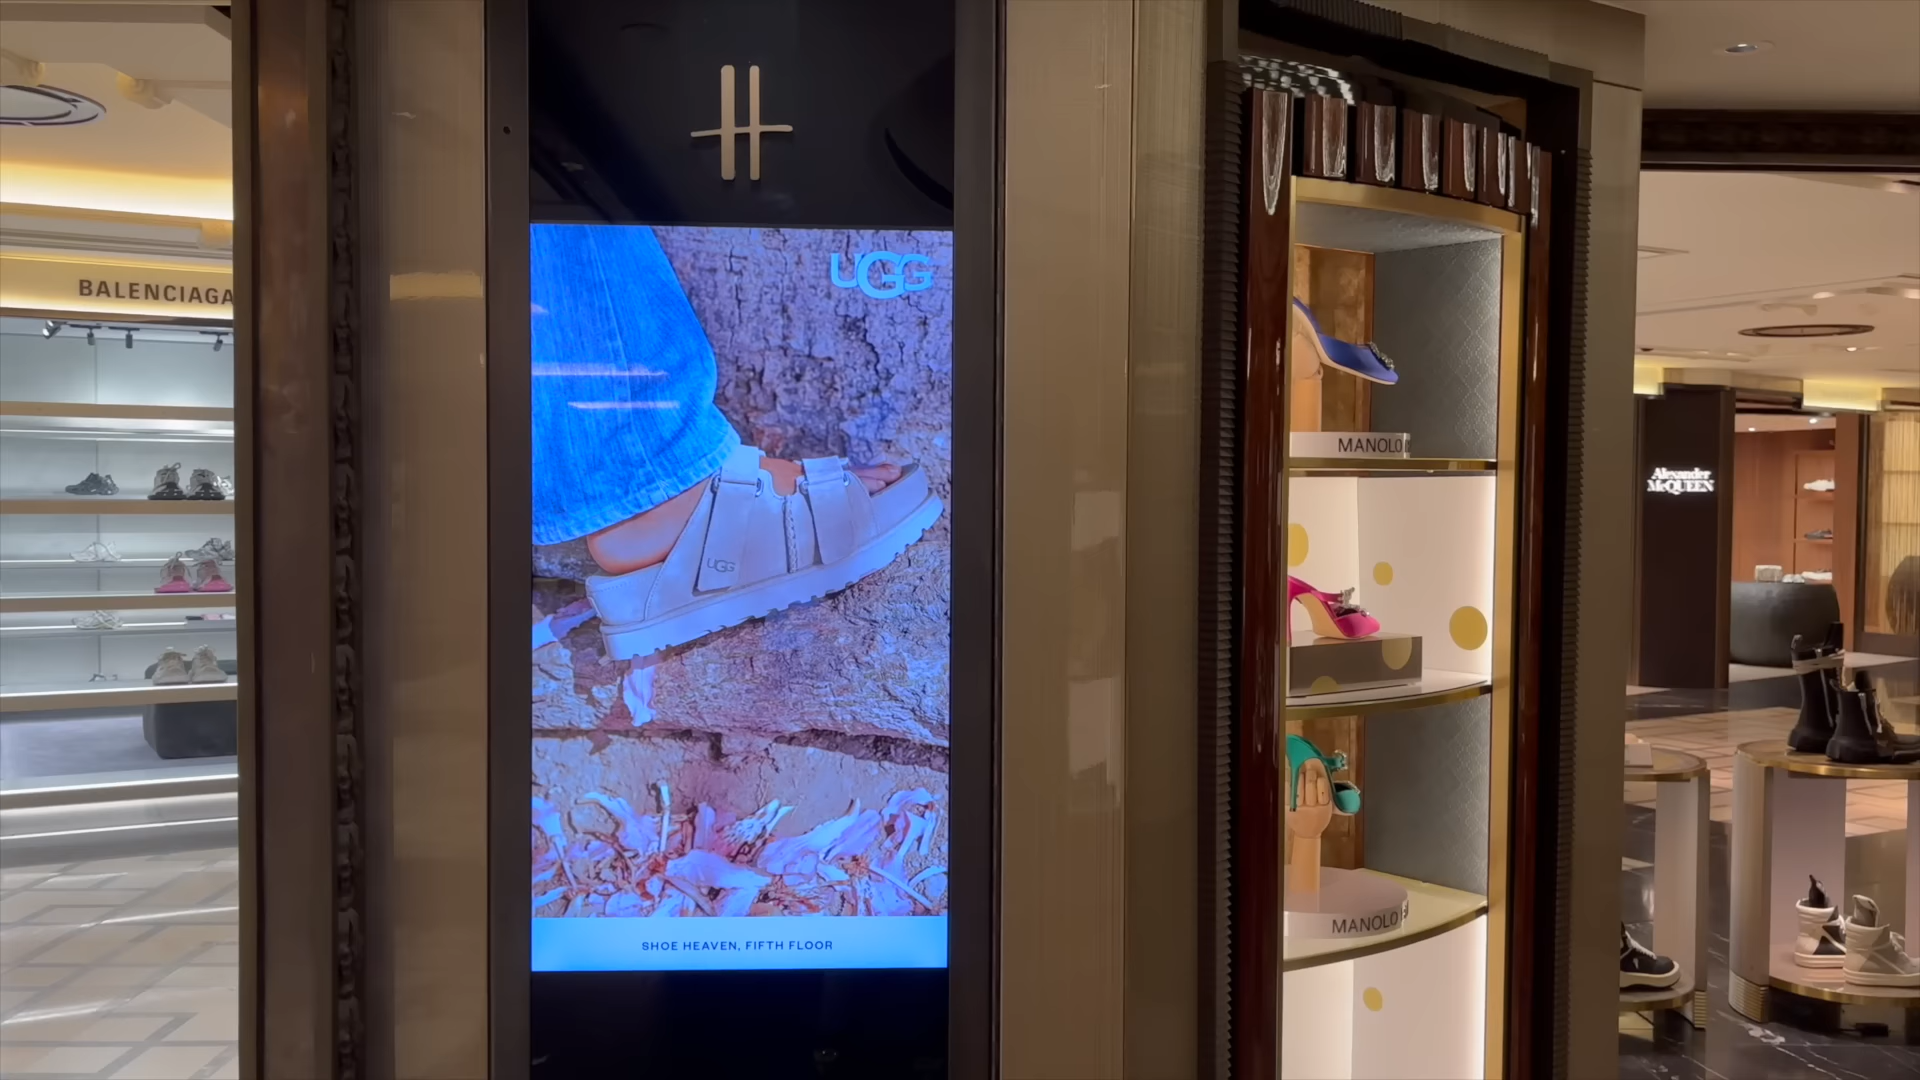 BALENCIAGA
H
UGG
UGG
SHOE HEAVEN, FIFTH FLOOR
MANOLO
MANOLO
Alexander
McQUEEN